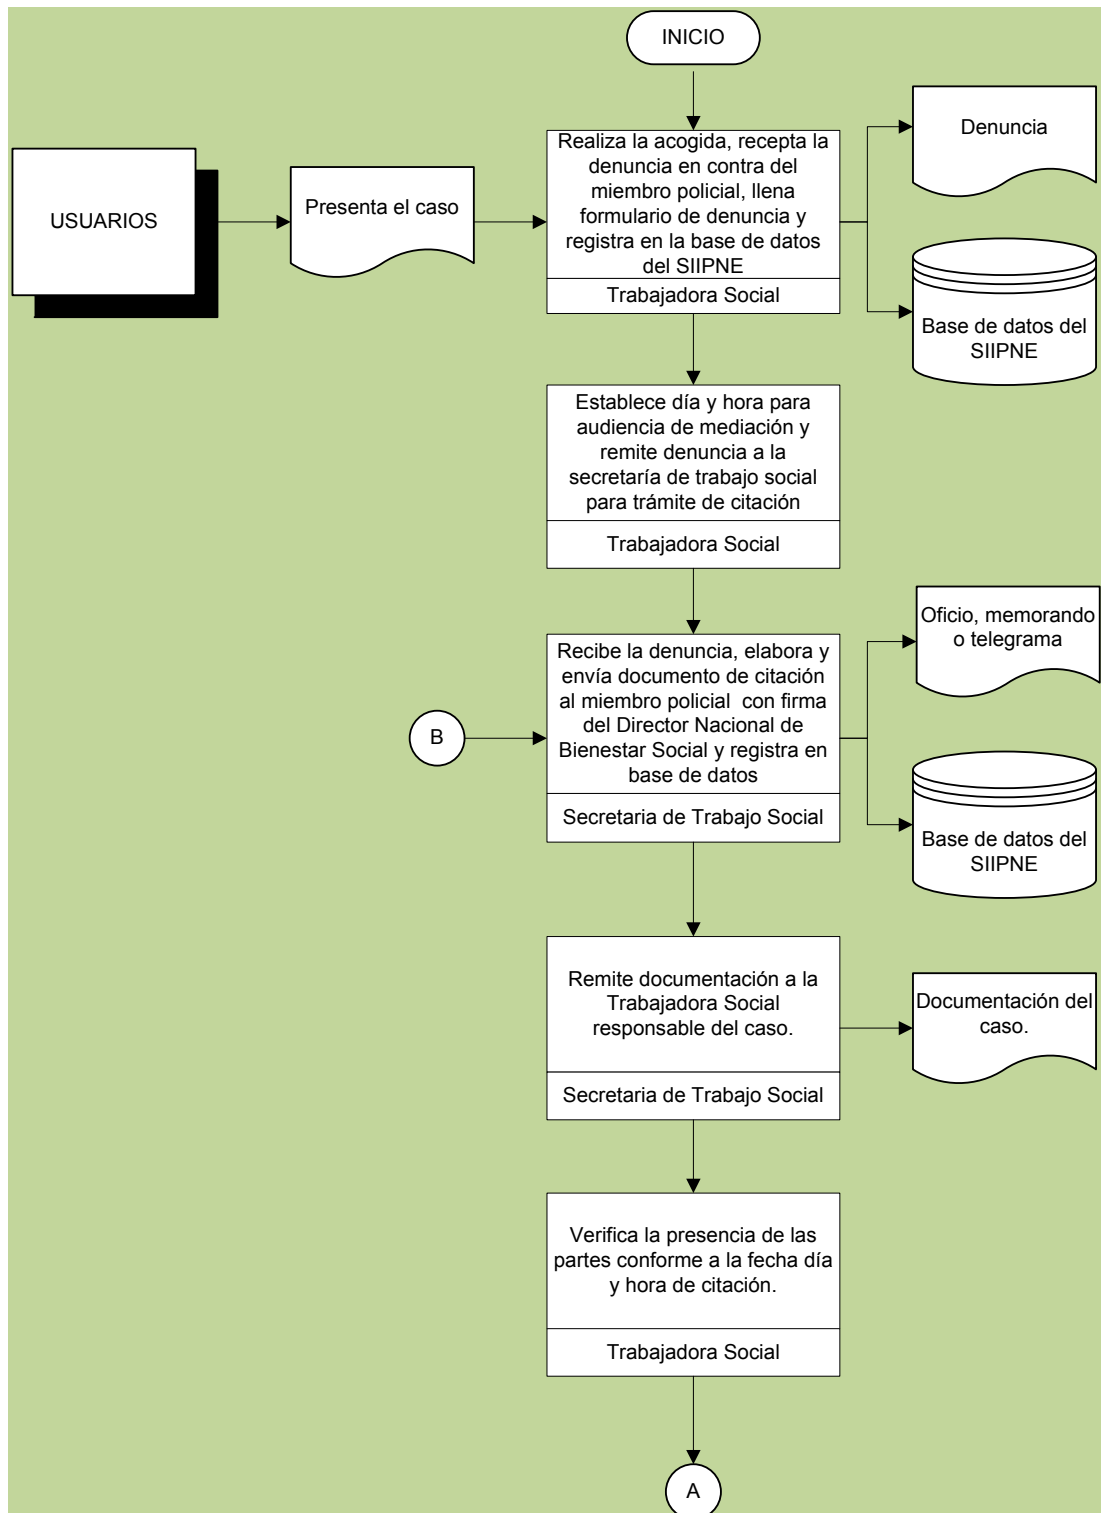 INICIO
USUARIOS
Presenta el caso
Realiza la acogida, recepta la
denuncia en contra del
miembro policial, llena
formulario de denuncia y
registra en la base de datos
del SIIPNE
Trabajadora Social
Denuncia
Base de datos del
SIIPNE
Establece día y hora para
audiencia de mediación y
remite denuncia a la
secretaría de trabajo social
para trámite de citación
Trabajadora Social
B
Recibe la denuncia, elabora y
envía documento de citación
al miembro policial con firma
del Director Nacional de
Bienestar Social y registra en
base de datos
Secretaria de Trabajo Social
Oficio, memorando
o telegrama
Base de datos del
SIIPNE
Remite documentación a la
Trabajadora Social
responsable del caso.
Secretaria de Trabajo Social
Documentación del
caso.
Verifica la presencia de las
partes conforme a la fecha día
y hora de citación.
Trabajadora Social
A